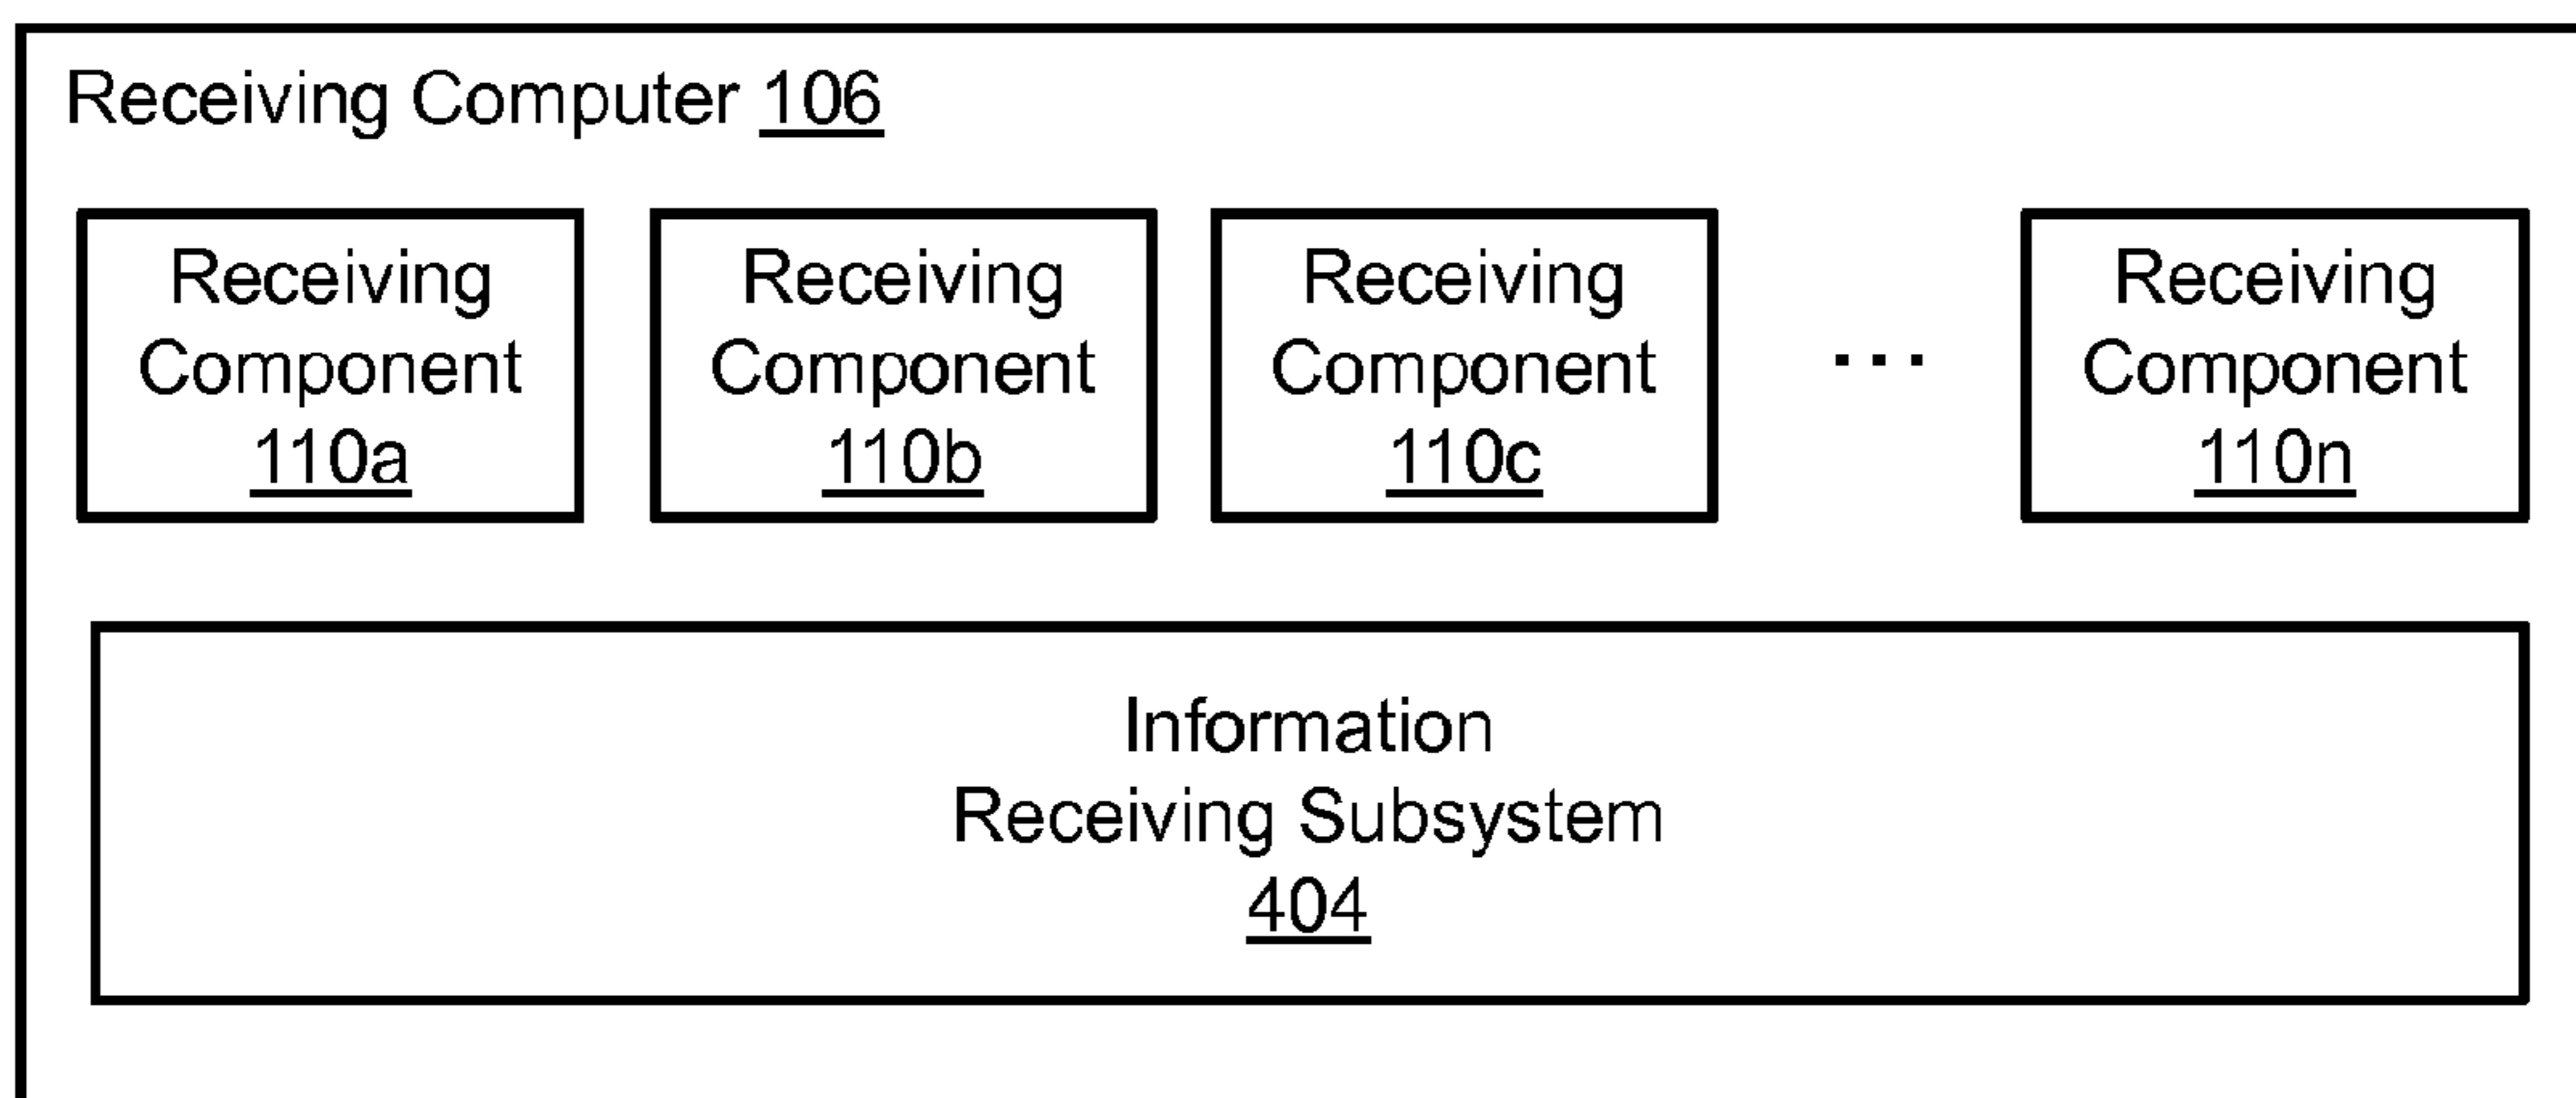 Receiving Computer 106
Receiving
Component
110a
Receiving
Component
110b
Receiving
Component
110c
...
Receiving
Component
110n
Information
Receiving Subsystem
404